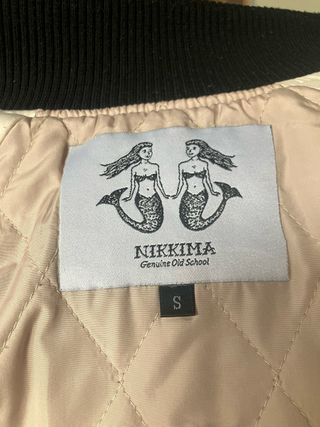 NIKKIMA
Genuine Old School
S